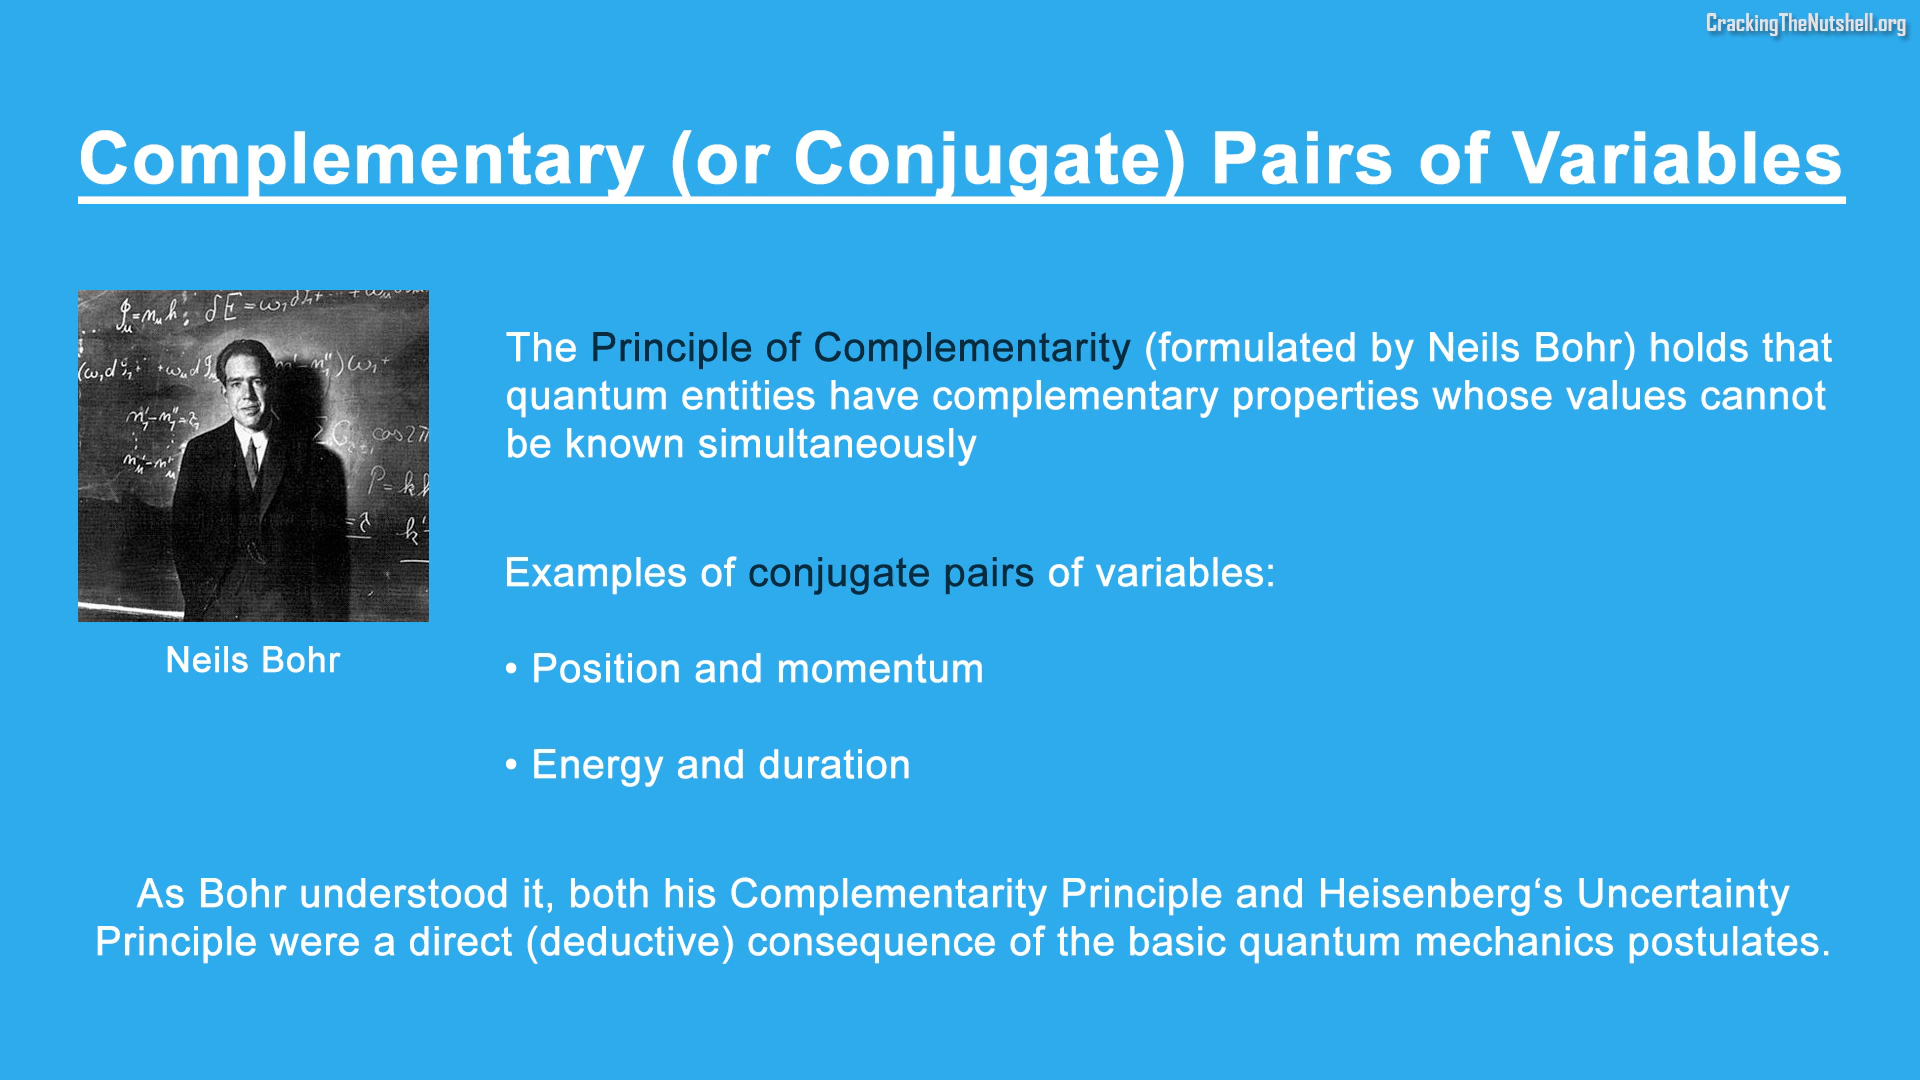 CrackingTheNutshell.org
Complementary (or Conjugate) Pairs of Variables
The Principle of Complementarity (formulated by Neils Bohr) holds that
quantum entities have complementary properties whose values cannot
be known simultaneously
Neils Bohr
Examples of conjugate pairs of variables:
• Position and momentum
• Energy and duration
As Bohr understood it, both his Complementarity Principle and Heisenberg‘s Uncertainty
Principle were a direct (deductive) consequence of the basic quantum mechanics postulates.